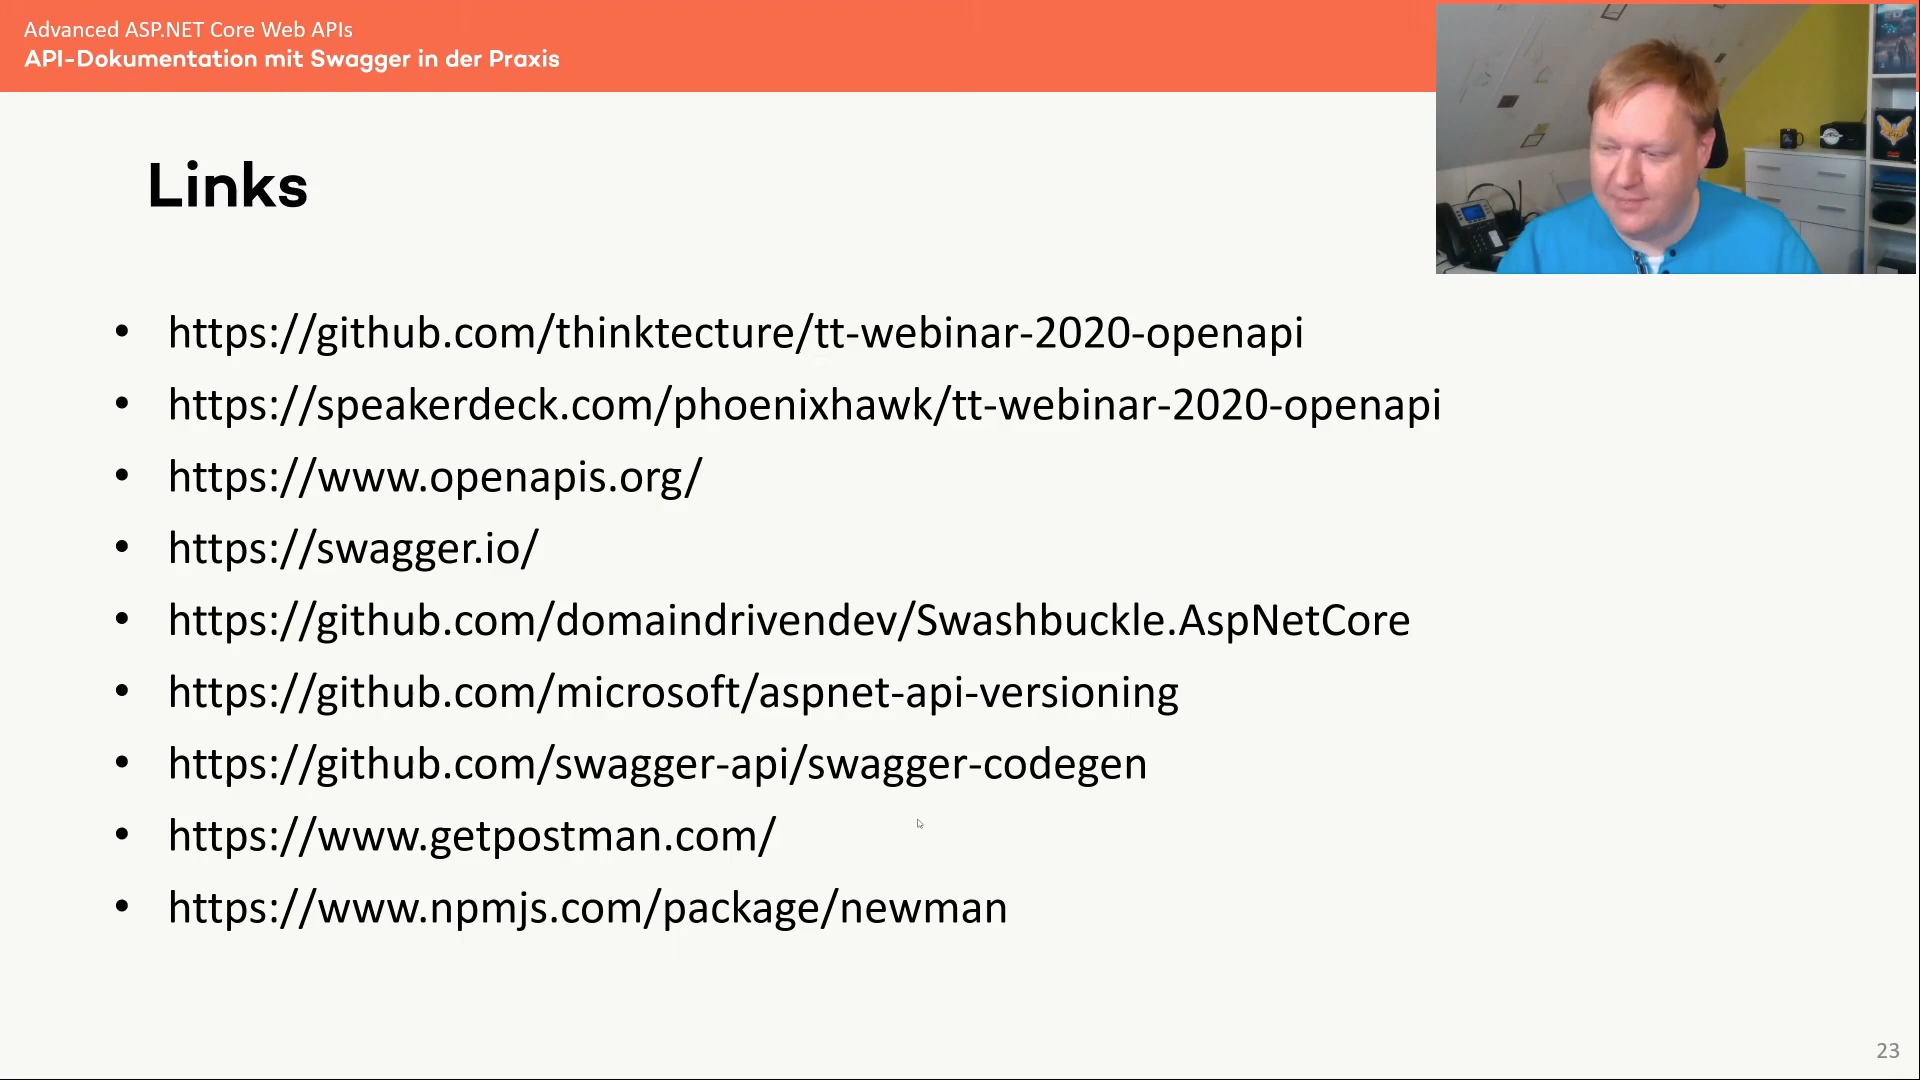 Advanced ASP.NET Core Web APIs
API-Dokumentation mit Swagger in der Praxis
Links
• https://github.com/thinktecture/tt-webinar-2020-openapi
• https://speakerdeck.com/phoenixhawk/tt-webinar-2020-openapi
• https://www.openapis.org/
• https://swagger.io/
• https://github.com/domaindrivendev/Swashbuckle.AspNetCore
• https://github.com/microsoft/aspnet-api-versioning
• https://github.com/swagger-api/swagger-codegen
• https://www.getpostman.com/
• https://www.npmjs.com/package/newman
23